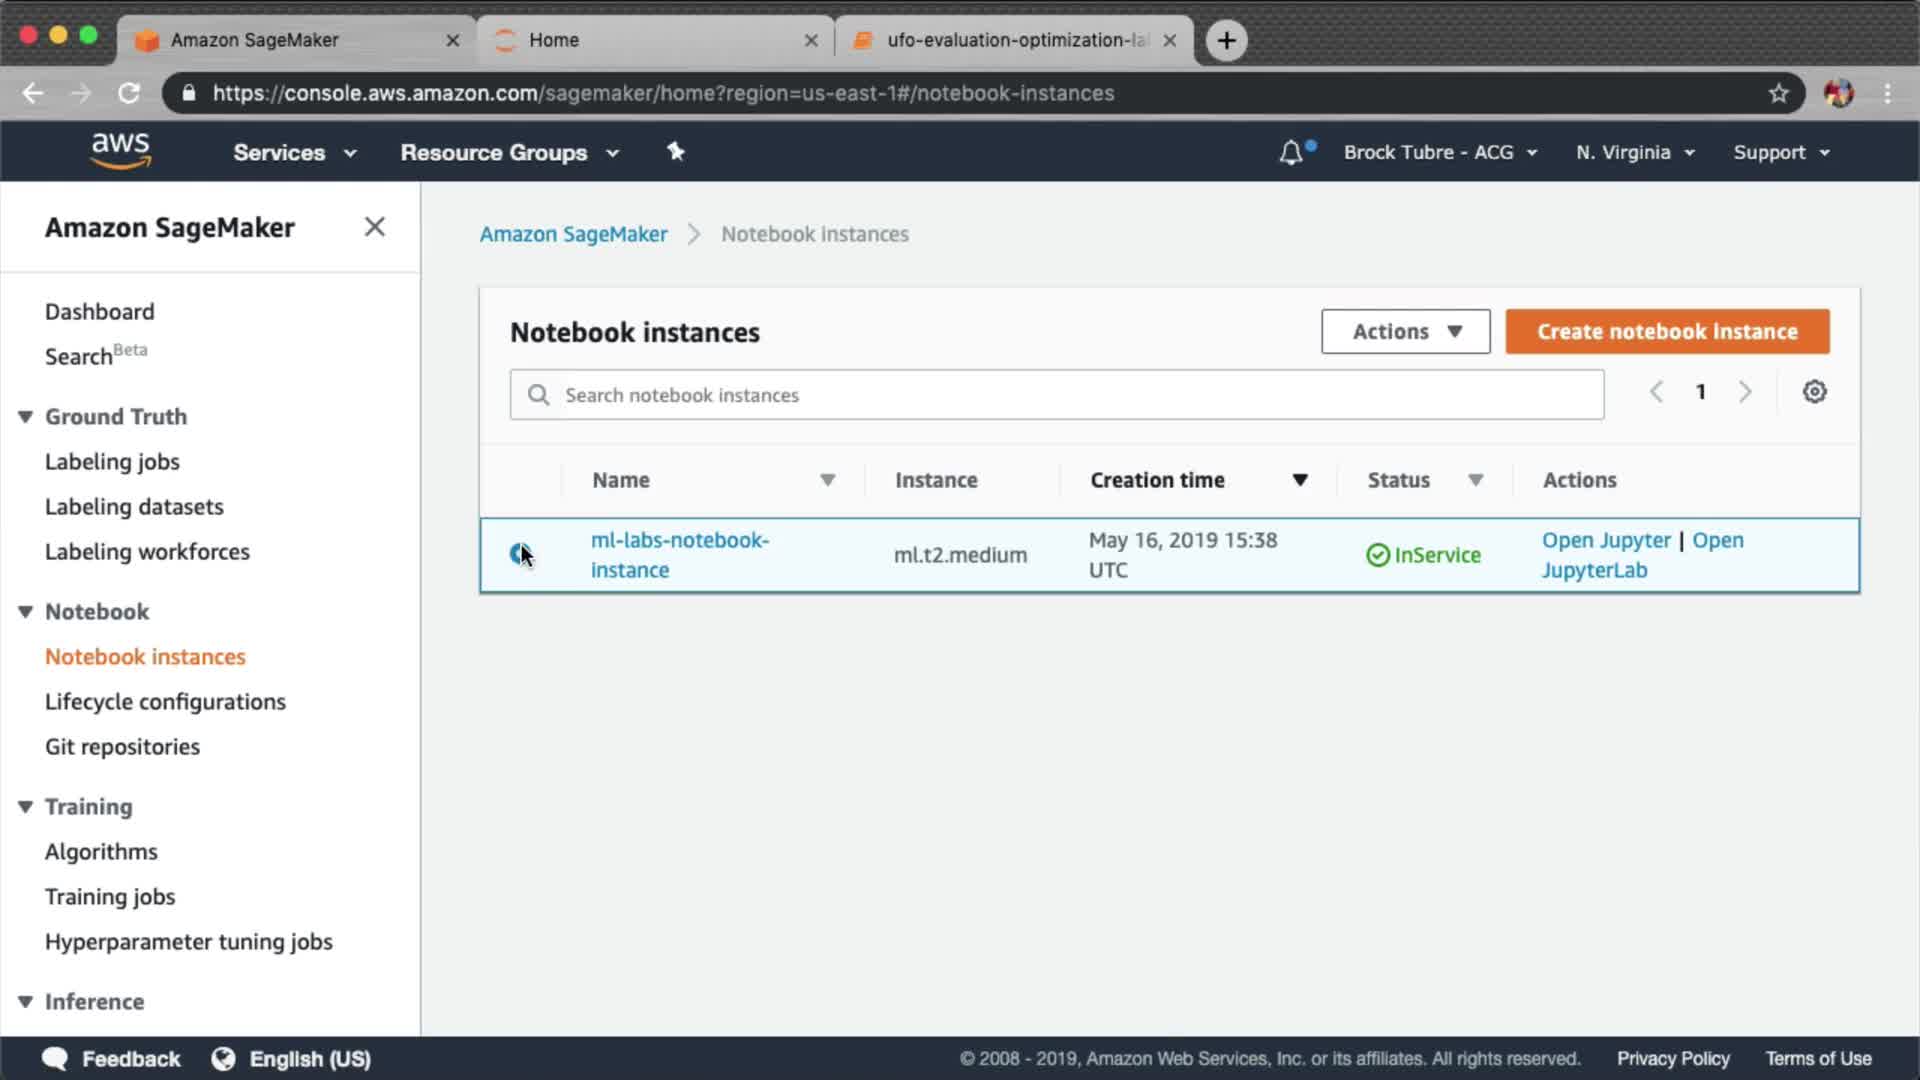 Amazon SageMaker
Home
ufo-evaluation-optimization-la
https://console.aws.amazon.com/sagemaker/home?region=us-east-1#/notebook-instances
aws
Services
Resource Groups
Brock Tubre - ACG
N. Virginia
Support
Amazon SageMaker
Dashboard
Search Beta
Ground Truth
Labeling jobs
Labeling datasets
Labeling workforces
Notebook
Notebook instances
Lifecycle configurations
Git repositories
Training
Algorithms
Training jobs
Hyperparameter tuning jobs
Inference
Amazon SageMaker
Notebook instances
Notebook instances
Actions
Create notebook instance
Search notebook instances
1
Name
Instance
Creation time
Status
Actions
ml-labs-notebook-
instance
ml.t2.medium
May 16, 2019 15:38
UTC
InService
Open Jupyter | Open
JupyterLab
Feedback
English (US)
© 2008 - 2019, Amazon Web Services, Inc. or its affiliates. All rights reserved.
Privacy Policy
Terms of Use